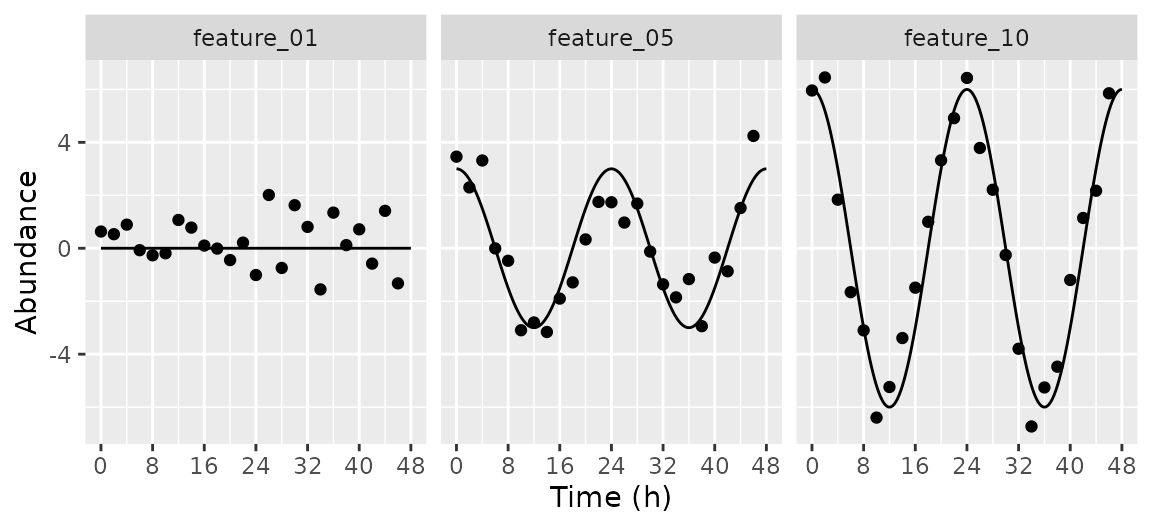 feature_01 feature_05 feature_10
Abundance
4
0
-4
0 8 16 24 32 40 48 0 8 16 24 32 40 48 0 8 16 24 32 40 48
Time (h)